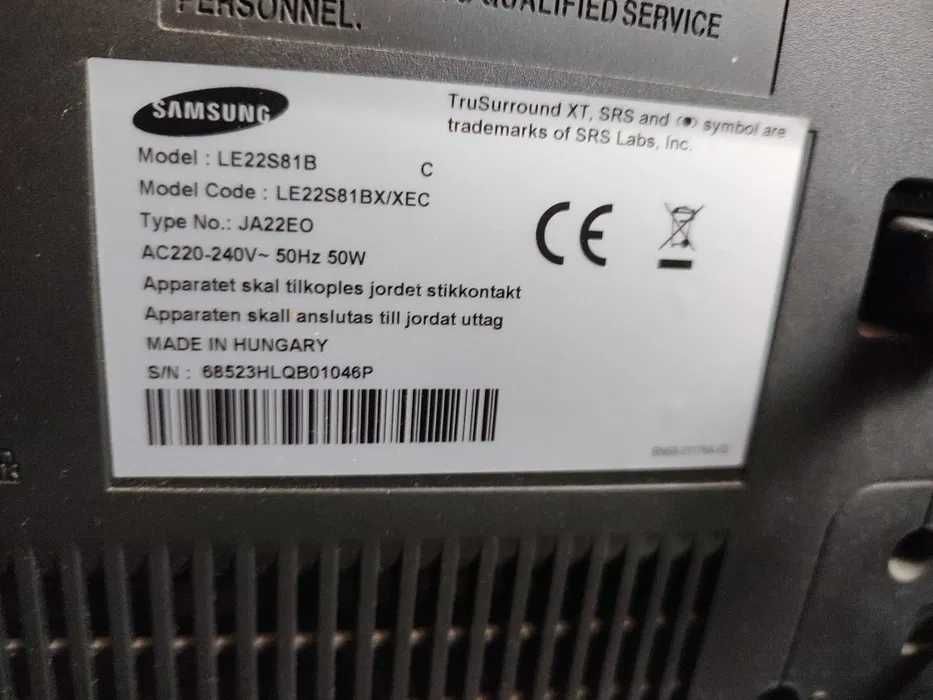 PERSONNEL.
QUALIFIED SERVICE
SAMSUNG
TruSurround XT, SRS and (●) symbol are
trademarks of SRS Labs, Inc.
Model : LE22S81B
C
Model Code : LE22S81BX/XEC
Type No.: JA22EO
AC220-240V~ 50Hz 50W
CE
Apparatet skal tilkoples jordet stikkontakt
Apparaten skall anslutas till jordat uttag
MADE IN HUNGARY
S/N : 68523HLQB01046P